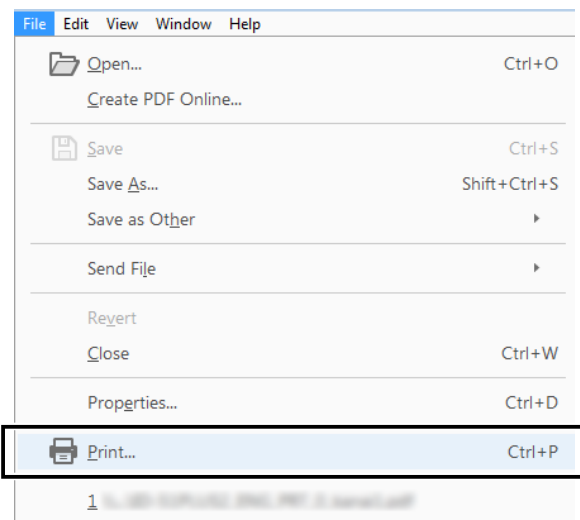 File Edit View Window Help
Open... Ctrl+O
Create PDF Online...
Save Ctrl+S
Save As... Shift+Ctrl+S
Save as Other
Send File
Revert
Close Ctrl+W
Properties... Ctrl+D
Print... Ctrl+P
1